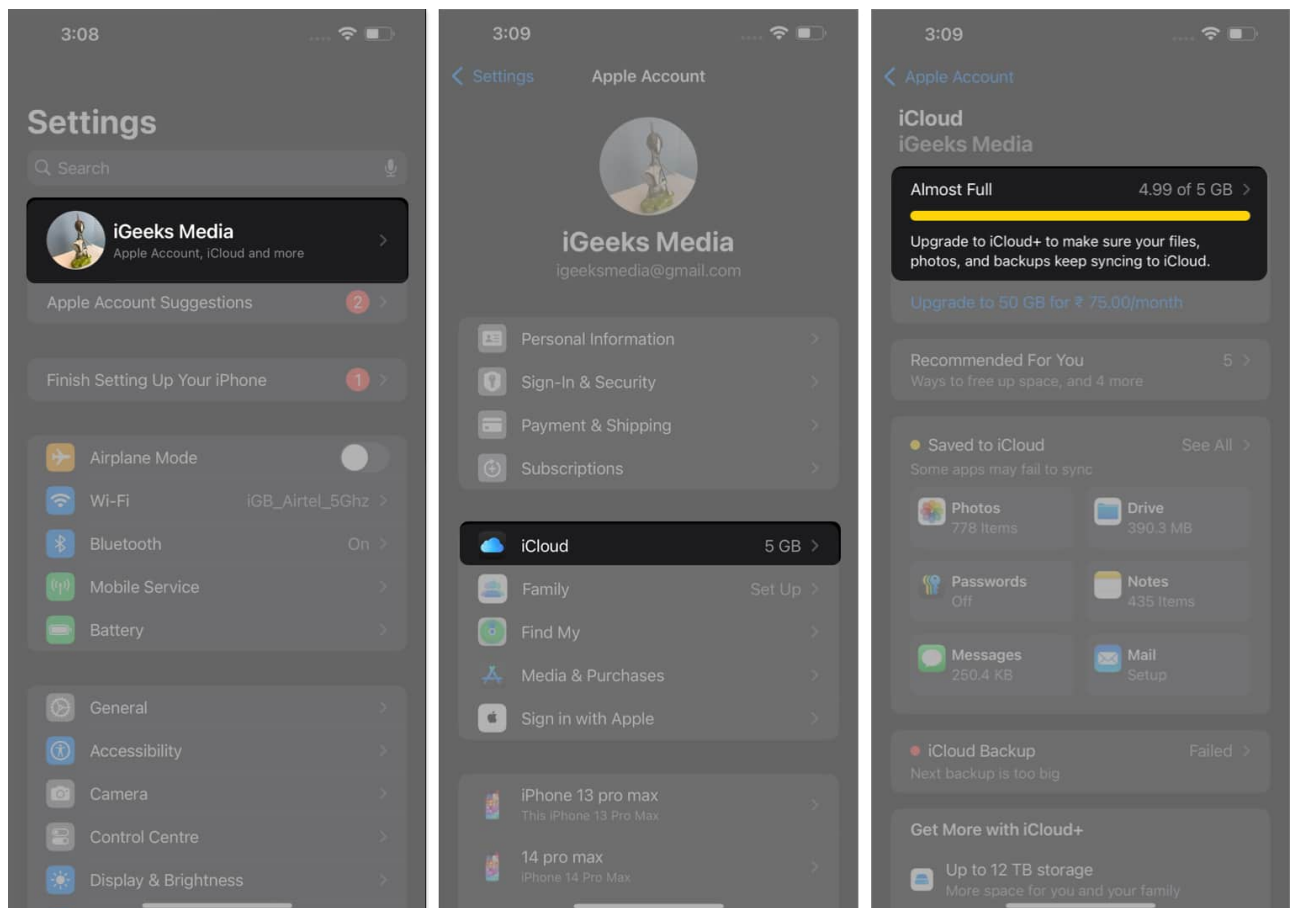 3:08
Settings
Search
iGeeks Media
Apple Account, iCloud and more
Apple Account Suggestions 2
Finish Setting Up Your iPhone 1
Airplane Mode
Wi-Fi iGB_Airtel_5Ghz
Bluetooth On
Mobile Service
Battery
General
Accessibility
Camera
Control Centre
Display & Brightness
3:09
Settings Apple Account
iGeeks Media
igeeksmedia@gmail.com
Personal Information
Sign-In & Security
Payment & Shipping
Subscriptions
iCloud 5 GB
Family Set Up
Find My
Media & Purchases
Sign in with Apple
iPhone 13 pro max
This iPhone 13 Pro Max
14 pro max
iPhone 14 Pro Max
3:09
Apple Account
iCloud
iGeeks Media
Almost Full 4.99 of 5 GB
Upgrade to iCloud+ to make sure your files,
photos, and backups keep syncing to iCloud.
Upgrade to 50 GB for ₹ 75.00/month
Recommended For You 5
Ways to free up space, and 4 more
Saved to iCloud See All
Some apps may fail to sync
Photos
778 Items
Drive
390.3 MB
Passwords
Off
Notes
435 Items
Messages
250.4 KB
Mail
Setup
iCloud Backup Failed
Next backup is too big
Get More with iCloud+
Up to 12 TB storage
More space for you and your family